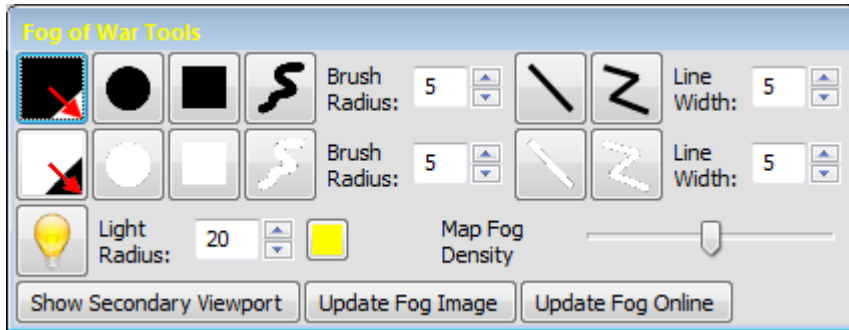 Fog of War Tools
Brush Radius: 5 Line Width: 5
Brush Radius: 5 Line Width: 5
Light Radius: 20 Map Fog Density
Show Secondary Viewport Update Fog Image Update Fog Online